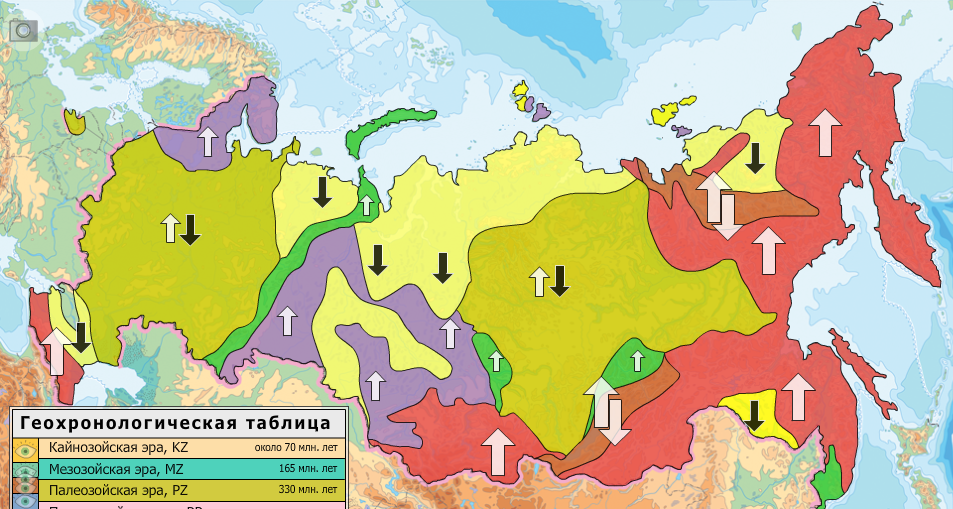 Геохронологическая таблица
Кайнозойская эра, KZ около 70 млн. лет
Мезозойская эра, MZ 165 млн. лет
Палеозойская эра, PZ 330 млн. лет